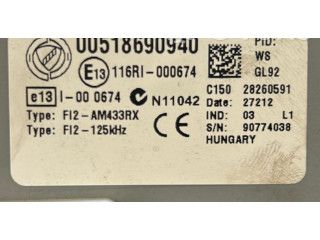 00518690940
PID:
WS
GL92
E13 116RI-000674
e13 I-00 0674 N11042
C150 28260591
Date: 27212
Type: FI2-AM433RX
IND: 03 L1
Type: FI2-125kHz CE
S/N: 90774038
HUNGARY